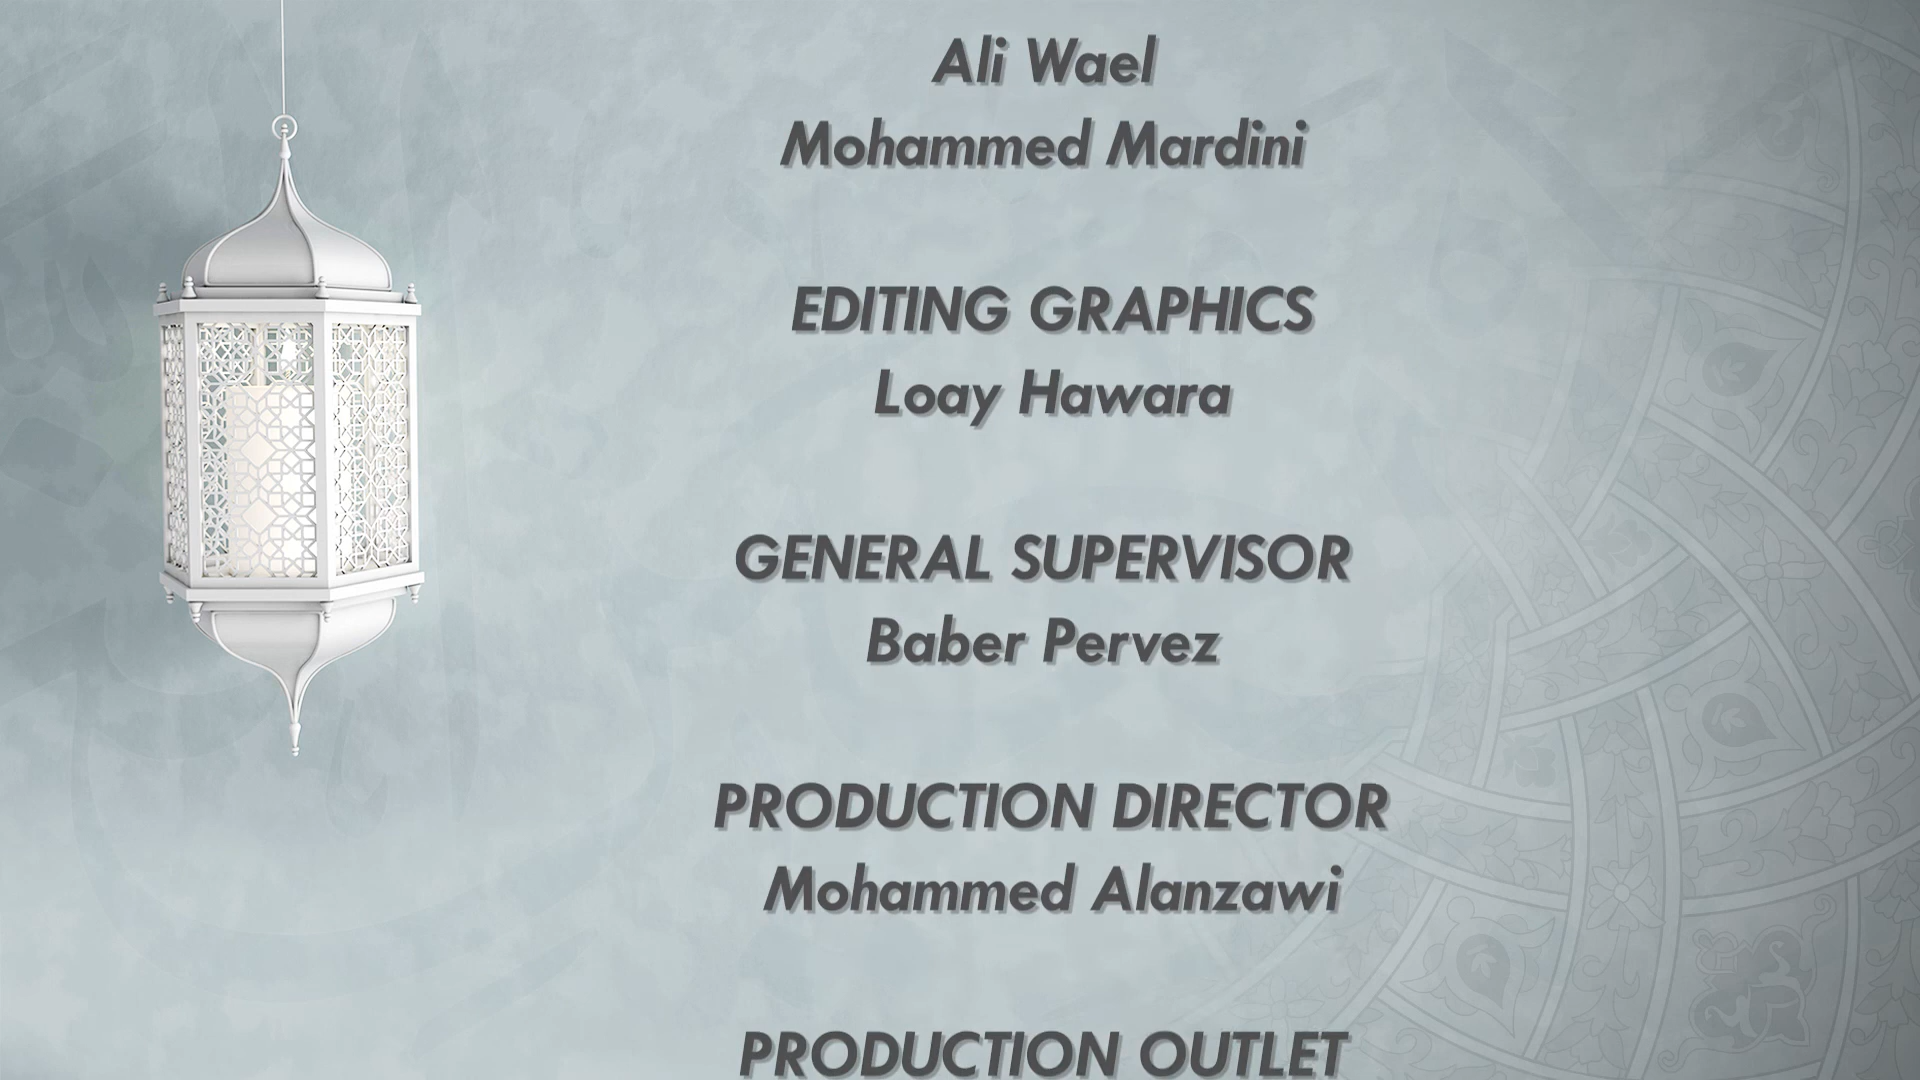 Ali Wael
Mohammed Mardini
EDITING GRAPHICS
Loay Hawara
GENERAL SUPERVISOR
Baber Pervez
PRODUCTION DIRECTOR
Mohammed Alanzawi
PRODUCTION OUTLET